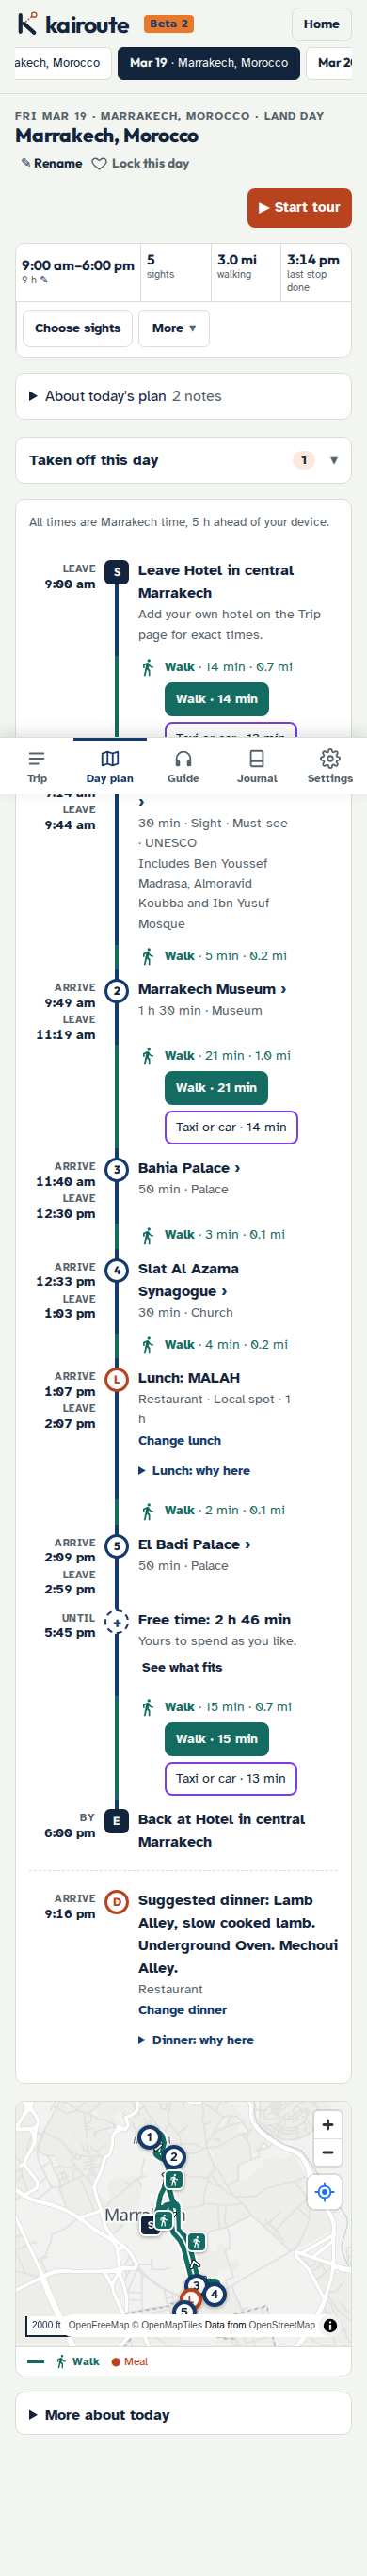 kairoute
Beta 2
Home
akech, Morocco
Mar 19 · Marrakech, Morocco
Mar 2
FRI MAR 19 · MARRAKECH, MOROCCO · LAND DAY
Marrakech, Morocco
✎ Rename
Lock this day
▶ Start tour
9:00 am–6:00 pm
9 h ✎
5
sights
3.0 mi
walking
3:14 pm
last stop
done
Choose sights
More ▾
▶ About today's plan 2 notes
Taken off this day
1
▾
All times are Marrakech time, 5 h ahead of your device.
LEAVE
9:00 am
S
Leave Hotel in central
Marrakech
Add your own hotel on the Trip
page for exact times.
Walk · 14 min · 0.7 mi
Walk · 14 min
Trip
Day plan
Guide
Journal
Settings
LEAVE
9:44 am
›
30 min · Sight · Must-see
· UNESCO
Includes Ben Youssef
Madrasa, Almoravid
Koubba and Ibn Yusuf
Mosque
Walk · 5 min · 0.2 mi
ARRIVE
9:49 am
LEAVE
11:19 am
2
Marrakech Museum ›
1 h 30 min · Museum
Walk · 21 min · 1.0 mi
Walk · 21 min
Taxi or car · 14 min
ARRIVE
11:40 am
LEAVE
12:30 pm
3
Bahia Palace ›
50 min · Palace
Walk · 3 min · 0.1 mi
ARRIVE
12:33 pm
LEAVE
1:03 pm
4
Slat Al Azama
Synagogue ›
30 min · Church
Walk · 4 min · 0.2 mi
ARRIVE
1:07 pm
LEAVE
2:07 pm
L
Lunch: MALAH
Restaurant · Local spot · 1
h
Change lunch
▶ Lunch: why here
Walk · 2 min · 0.1 mi
ARRIVE
2:09 pm
LEAVE
2:59 pm
5
El Badi Palace ›
50 min · Palace
UNTIL
5:45 pm
+
Free time: 2 h 46 min
Yours to spend as you like.
See what fits
Walk · 15 min · 0.7 mi
Walk · 15 min
Taxi or car · 13 min
BY
6:00 pm
E
Back at Hotel in central
Marrakech
ARRIVE
9:16 pm
D
Suggested dinner: Lamb
Alley, slow cooked lamb.
Underground Oven. Mechoui
Alley.
Restaurant
Change dinner
▶ Dinner: why here
1
2
S
3
4
5
+
−
2000 ft
OpenFreeMap © OpenMapTiles Data from OpenStreetMap
Walk
Meal
▶ More about today